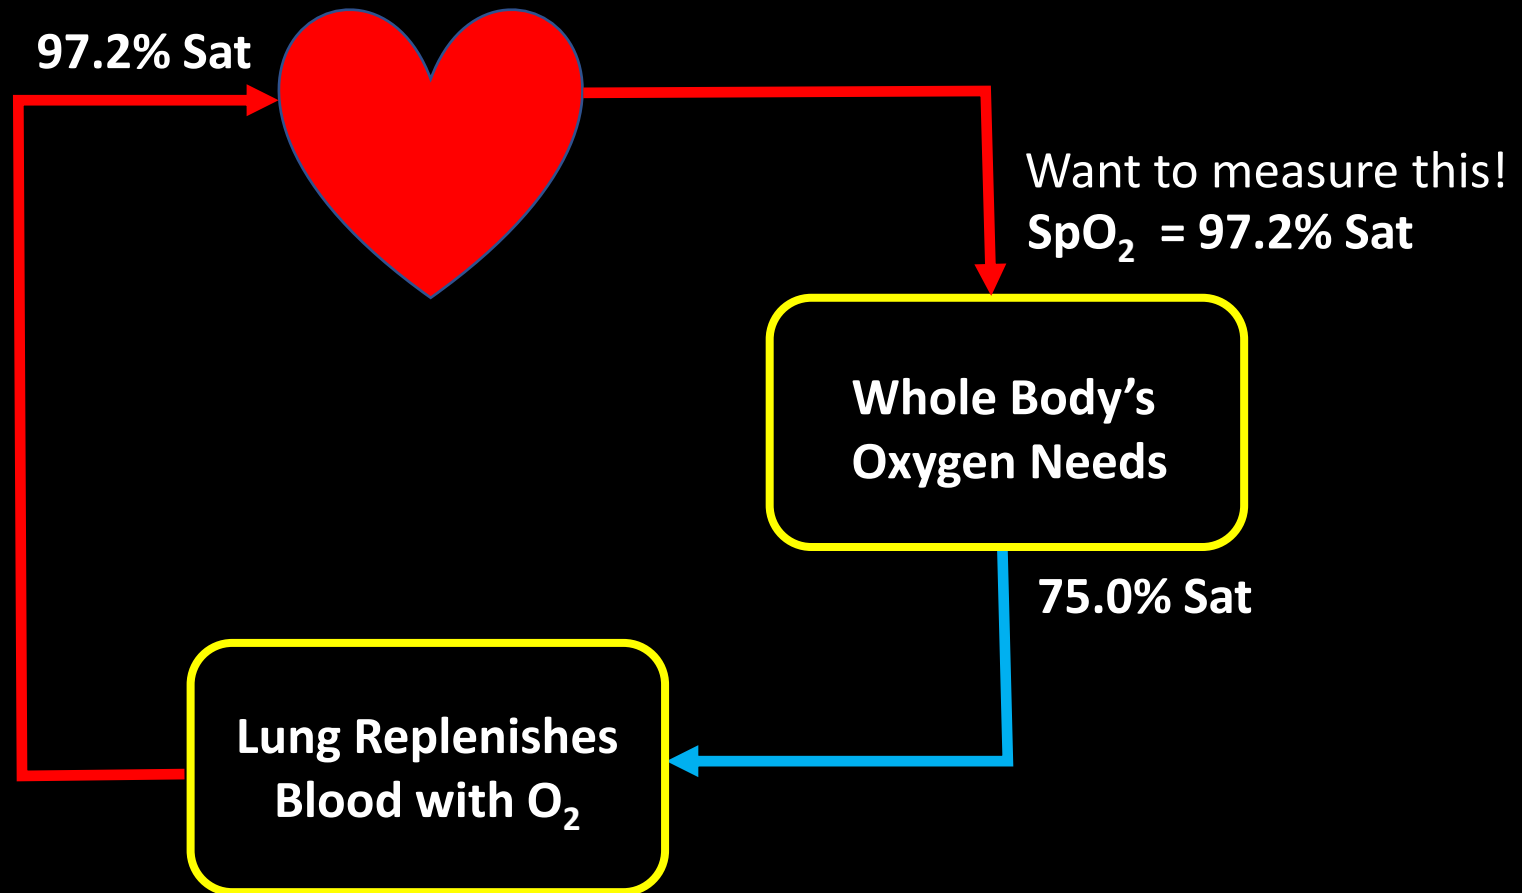 97.2% Sat
Want to measure this!
SpO₂ = 97.2% Sat
Whole Body’s
Oxygen Needs
75.0% Sat
Lung Replenishes
Blood with O₂